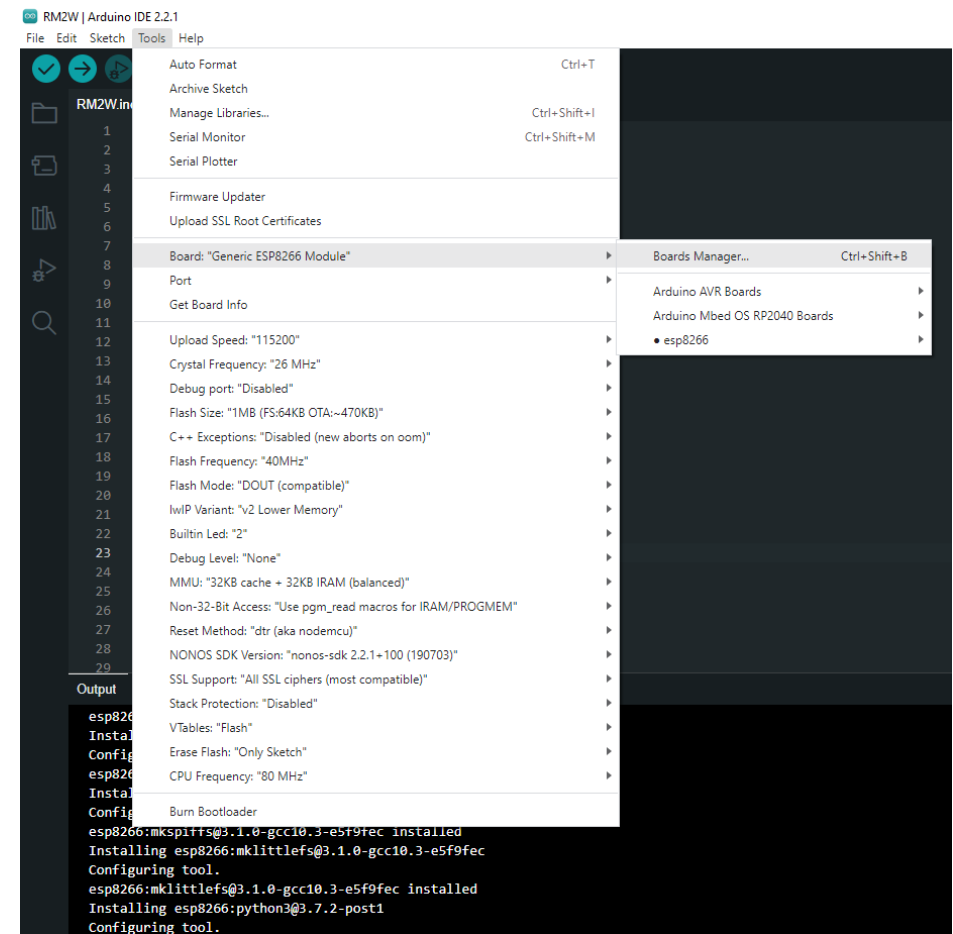 RM2W | Arduino IDE 2.2.1
File Edit Sketch Tools Help
RM2W.in
Auto Format Ctrl+T
Archive Sketch
Manage Libraries... Ctrl+Shift+I
Serial Monitor Ctrl+Shift+M
Serial Plotter
Firmware Updater
Upload SSL Root Certificates
Board: "Generic ESP8266 Module"
Port
Get Board Info
Upload Speed: "115200"
Crystal Frequency: "26 MHz"
Debug port: "Disabled"
Flash Size: "1MB (FS:64KB OTA:~470KB)"
C++ Exceptions: "Disabled (new aborts on oom)"
Flash Frequency: "40MHz"
Flash Mode: "DOUT (compatible)"
lwIP Variant: "v2 Lower Memory"
Builtin Led: "2"
Debug Level: "None"
MMU: "32KB cache + 32KB IRAM (balanced)"
Non-32-Bit Access: "Use pgm_read macros for IRAM/PROGMEM"
Reset Method: "dtr (aka nodemcu)"
NONOS SDK Version: "nonos-sdk 2.2.1+100 (190703)"
SSL Support: "All SSL ciphers (most compatible)"
Stack Protection: "Disabled"
VTables: "Flash"
Erase Flash: "Only Sketch"
CPU Frequency: "80 MHz"
Burn Bootloader
Boards Manager... Ctrl+Shift+B
Arduino AVR Boards
Arduino Mbed OS RP2040 Boards
● esp8266
1
2
3
4
5
6
7
8
9
10
11
12
13
14
15
16
17
18
19
20
21
22
23
24
25
26
27
28
29
Output
esp826
Instal
Config
esp826
Instal
Config
esp8266:mkspiffs@3.1.0-gcc10.3-e5f9fec installed
Installing esp8266:mklittlefs@3.1.0-gcc10.3-e5f9fec
Configuring tool.
esp8266:mklittlefs@3.1.0-gcc10.3-e5f9fec installed
Installing esp8266:python3@3.7.2-post1
Configuring tool.